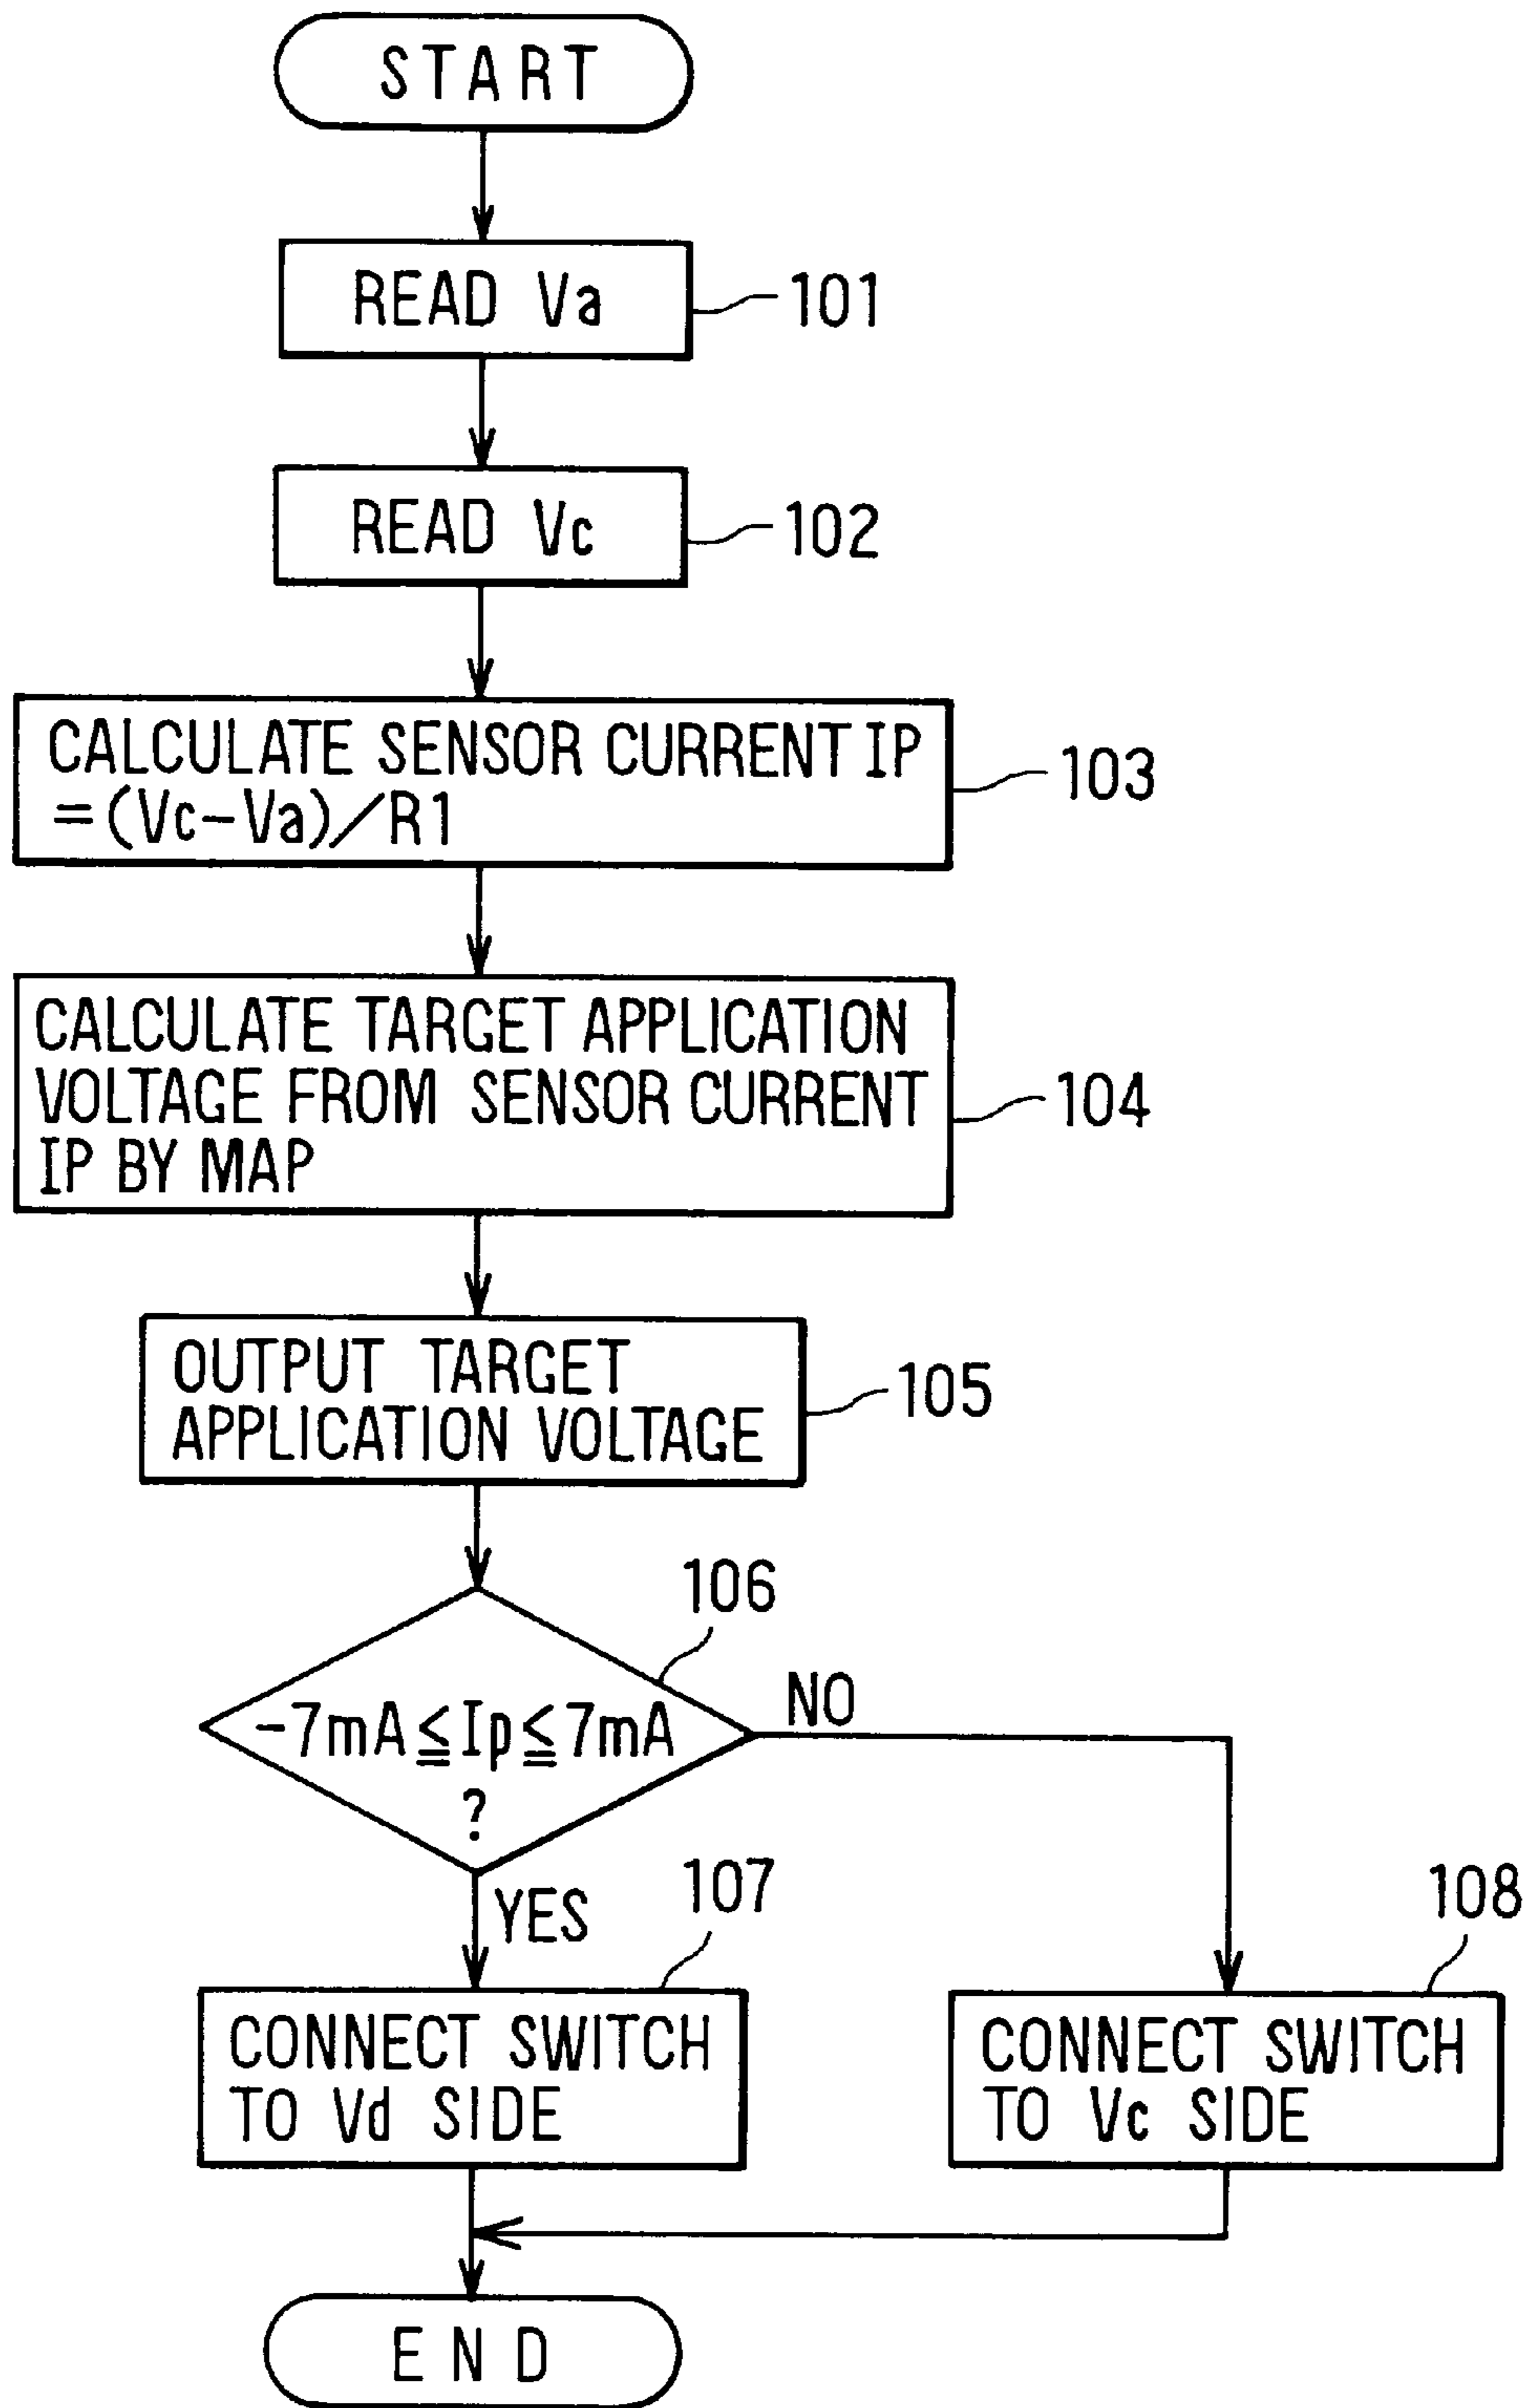 START
READ Va
101
READ Vc
102
CALCULATE SENSOR CURRENT IP
=(Vc-Va)/R1
103
CALCULATE TARGET APPLICATION
VOLTAGE FROM SENSOR CURRENT
IP BY MAP
104
OUTPUT TARGET
APPLICATION VOLTAGE
105
106
-7mA≦Ip≦7mA
?
NO
YES
107
CONNECT SWITCH
TO Vd SIDE
108
CONNECT SWITCH
TO Vc SIDE
END